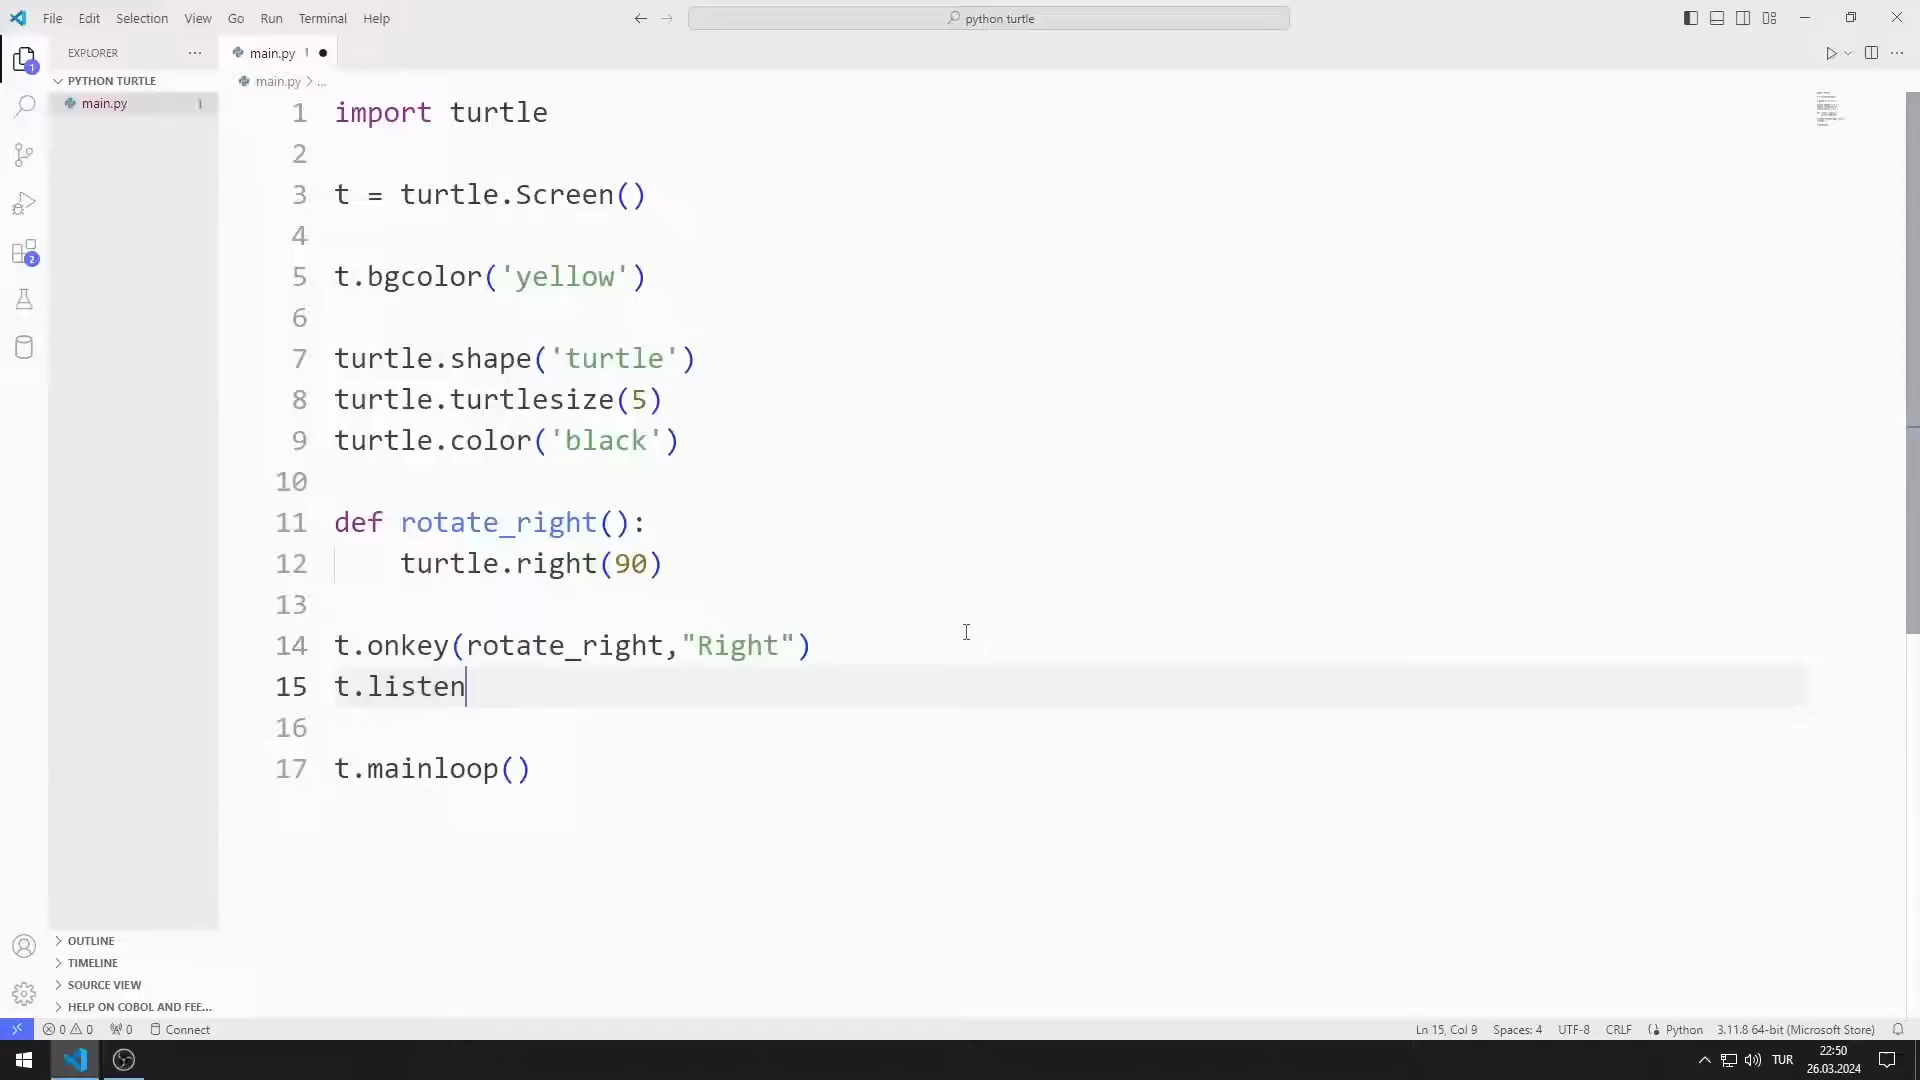 File Edit Selection View Go Run Terminal Help
python turtle
EXPLORER
main.py 1
PYTHON TURTLE
main.py > ...
main.py 1
1 import turtle
2
3 t = turtle.Screen()
4
5 t.bgcolor('yellow')
6
7 turtle.shape('turtle')
8 turtle.turtlesize(5)
9 turtle.color('black')
10
11 def rotate_right():
12 turtle.right(90)
13
14 t.onkey(rotate_right,"Right")
15 t.listen
16
17 t.mainloop()
1
2
OUTLINE
TIMELINE
SOURCE VIEW
HELP ON COBOL AND FEE...
0 0 0 Connect
Ln 15, Col 9 Spaces: 4 UTF-8 CRLF Python 3.11.8 64-bit (Microsoft Store)
TUR
22:50
26.03.2024